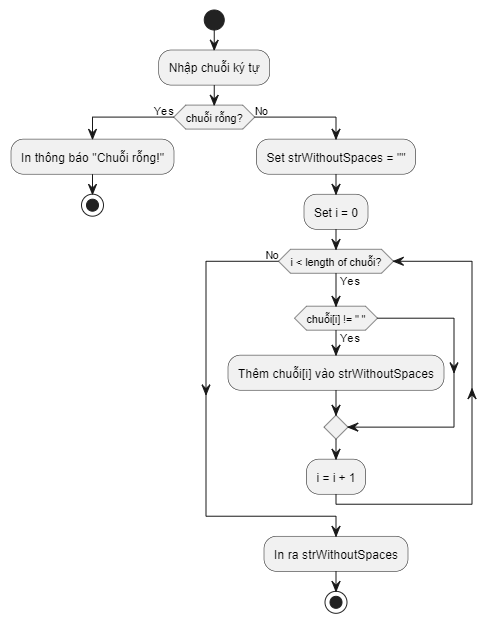 Nhập chuỗi ký tự
chuỗi rỗng?
Yes
No
In thông báo "Chuỗi rỗng!"
Set strWithoutSpaces = ""
Set i = 0
i < length of chuỗi?
No
Yes
chuỗi[i] != " "
Yes
Thêm chuỗi[i] vào strWithoutSpaces
i = i + 1
In ra strWithoutSpaces